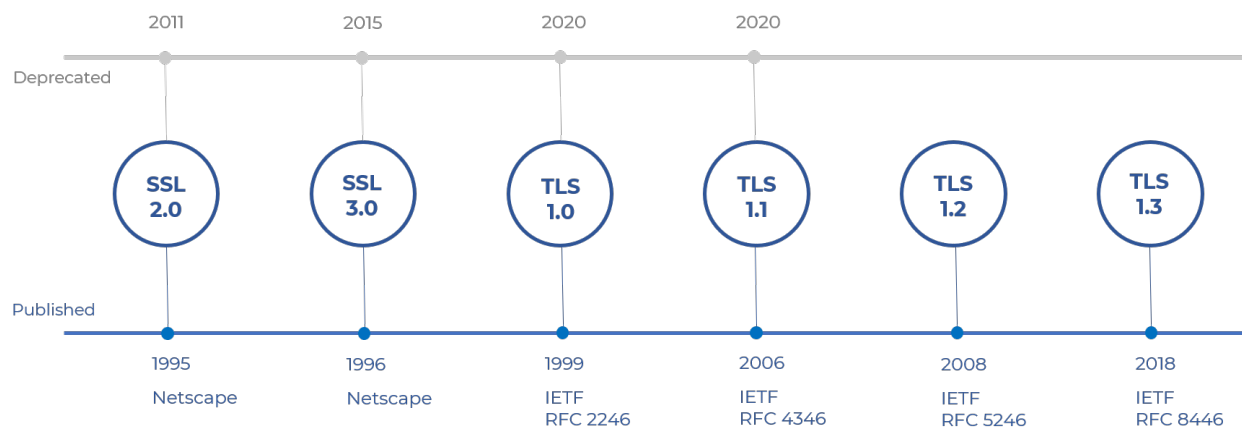 2011 2015 2020 2020
Deprecated
SSL
2.0
SSL
3.0
TLS
1.0
TLS
1.1
TLS
1.2
TLS
1.3
Published
1995
Netscape
1996
Netscape
1999
IETF
RFC 2246
2006
IETF
RFC 4346
2008
IETF
RFC 5246
2018
IETF
RFC 8446